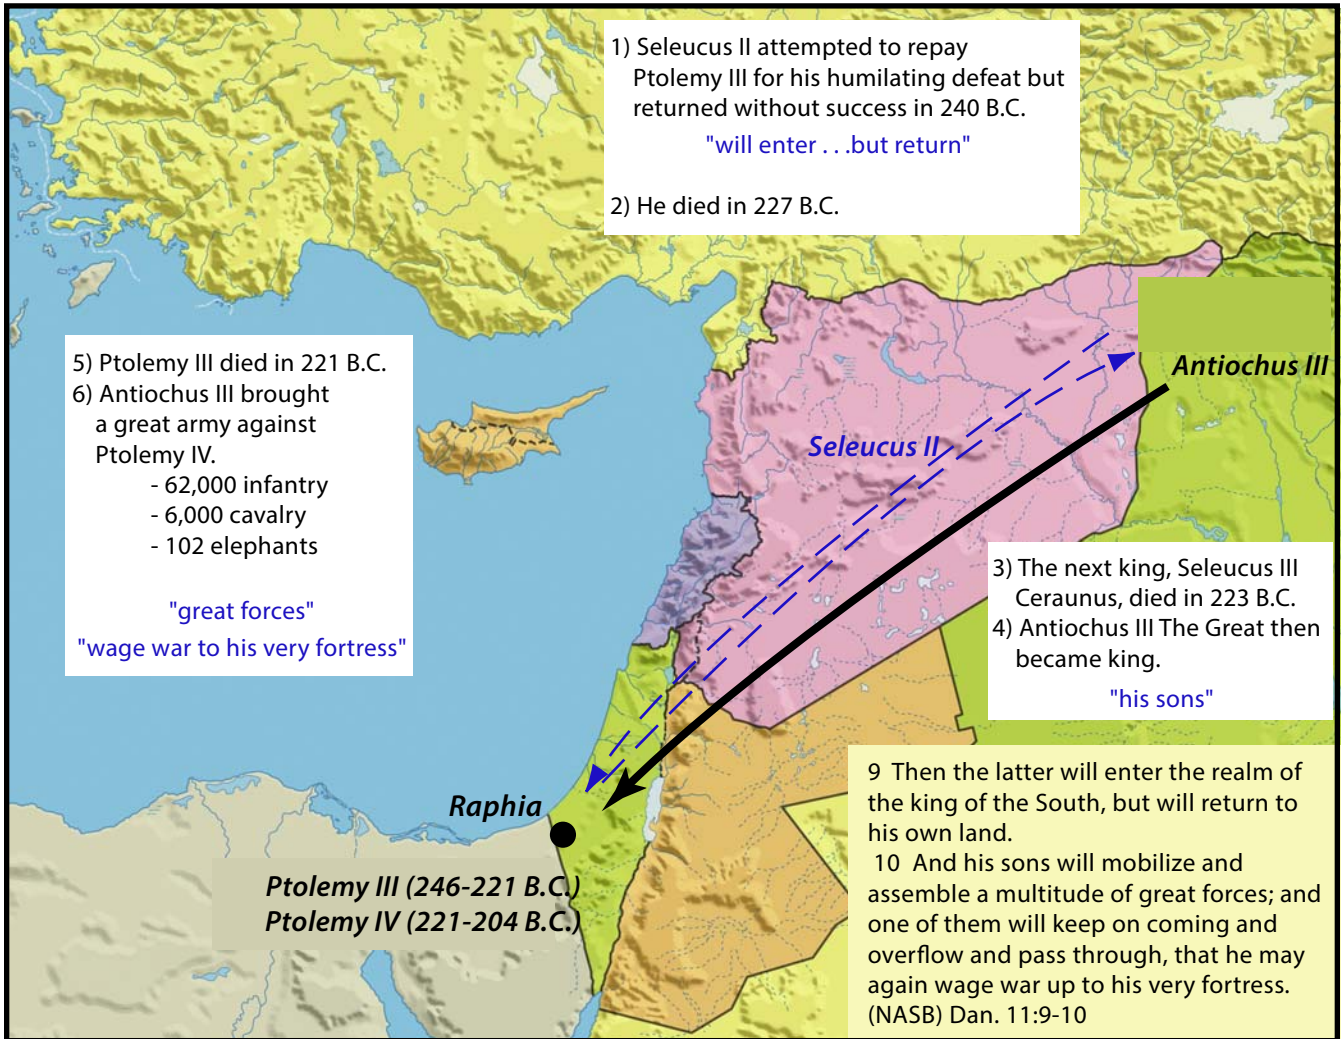 1) Seleucus II attempted to repay
Ptolemy III for his humilating defeat but
returned without success in 240 B.C.
"will enter . . .but return"
2) He died in 227 B.C.
5) Ptolemy III died in 221 B.C.
6) Antiochus III brought
a great army against
Ptolemy IV.
- 62,000 infantry
- 6,000 cavalry
- 102 elephants
"great forces"
"wage war to his very fortress"
Antiochus III
Seleucus II
3) The next king, Seleucus III
Ceraunus, died in 223 B.C.
4) Antiochus III The Great then
became king.
"his sons"
Raphia
Ptolemy III (246-221 B.C.)
Ptolemy IV (221-204 B.C.)
9 Then the latter will enter the realm of
the king of the South, but will return to
his own land.
10 And his sons will mobilize and
assemble a multitude of great forces; and
one of them will keep on coming and
overflow and pass through, that he may
again wage war up to his very fortress.
(NASB) Dan. 11:9-10